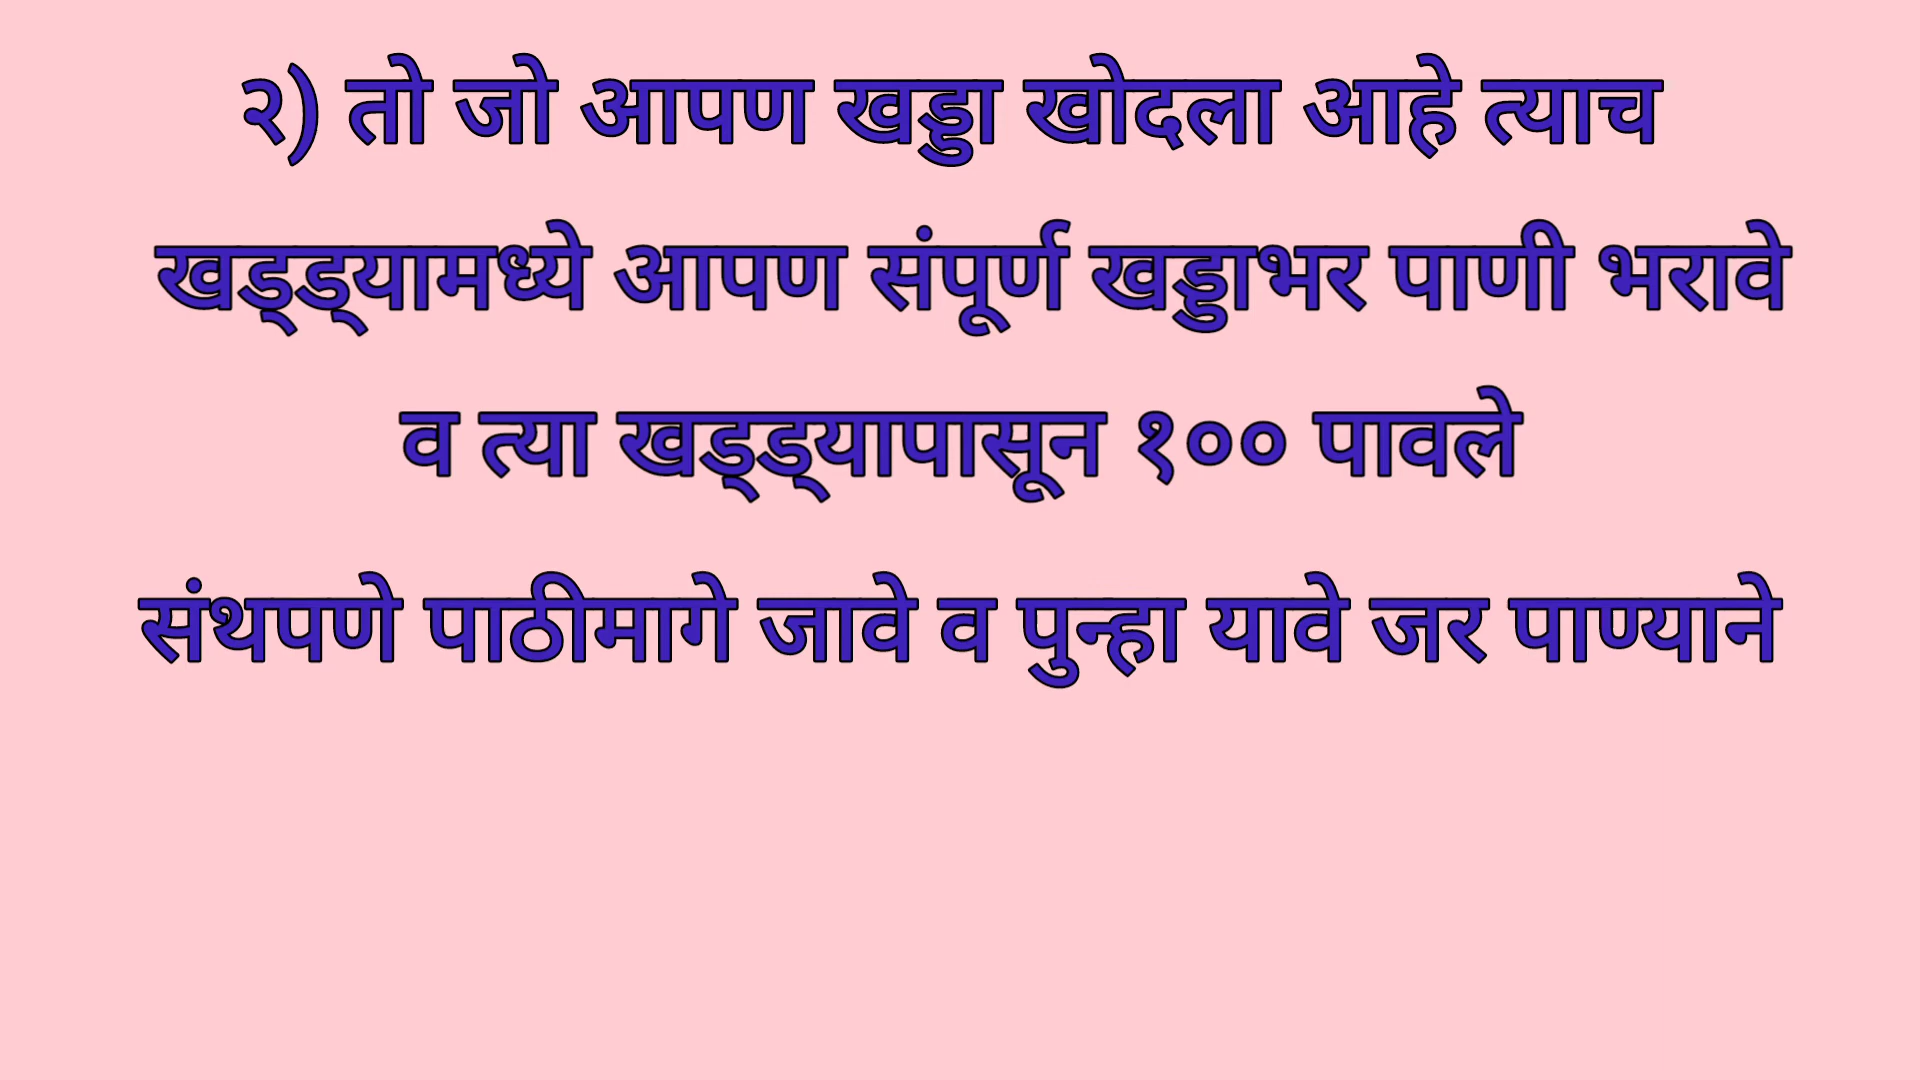 २) तो जो आपण खड्डा खोदला आहे त्याच
खड्ड्यामध्ये आपण संपूर्ण खड्डाभर पाणी भरावे
व त्या खड्ड्यापासून १०० पावले
संथपणे पाठीमागे जावे व पुन्हा यावे जर पाण्याने